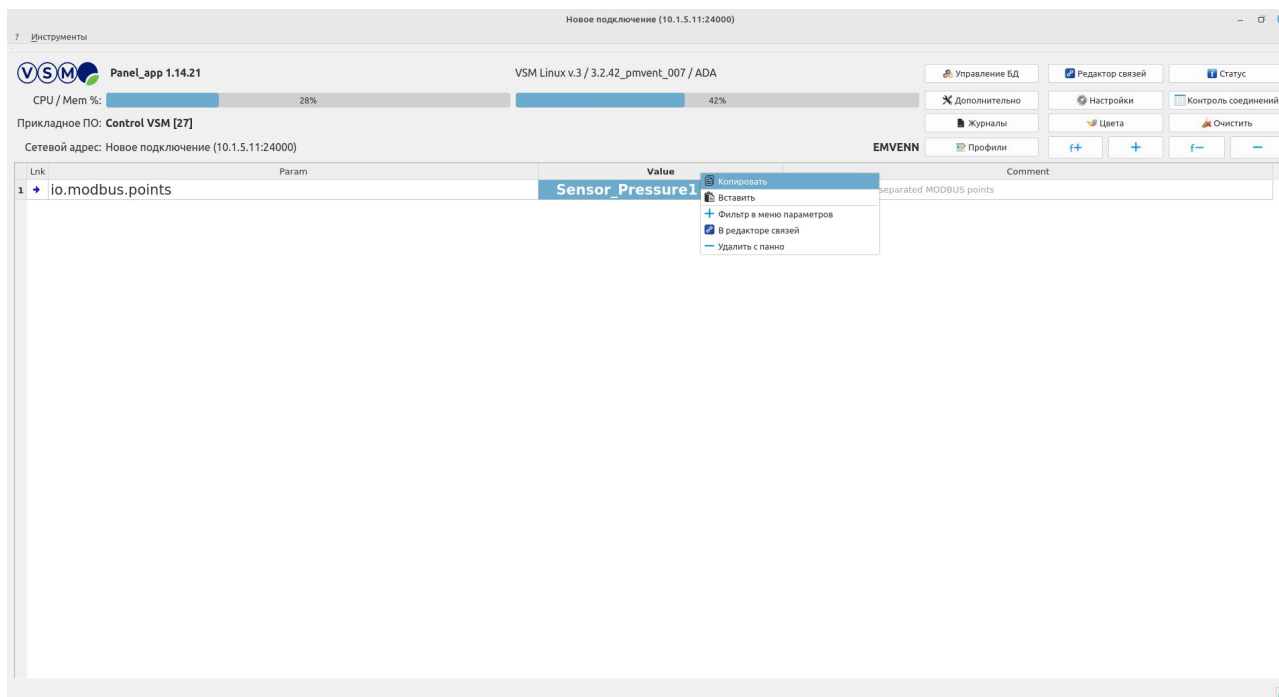 Новое подключение (10.1.5.11:24000)
? Инструменты
VSM Panel_app 1.14.21 VSM Linux v.3 / 3.2.42_pmvent_007 / ADA Управление БД Редактор связей Статус
CPU / Mem %: 28% 42% Дополнительно Настройки Контроль соединений
Прикладное ПО: Control VSM [27] Журналы Цвета Очистить
Сетевой адрес: Новое подключение (10.1.5.11:24000) EMVENN Профили f+ + f− −
Lnk Param Value Comment
1 io.modbus.points Sensor_Pressure1 separated MODBUS points
Копировать
Вставить
Фильтр в меню параметров
В редакторе связей
Удалить с панно